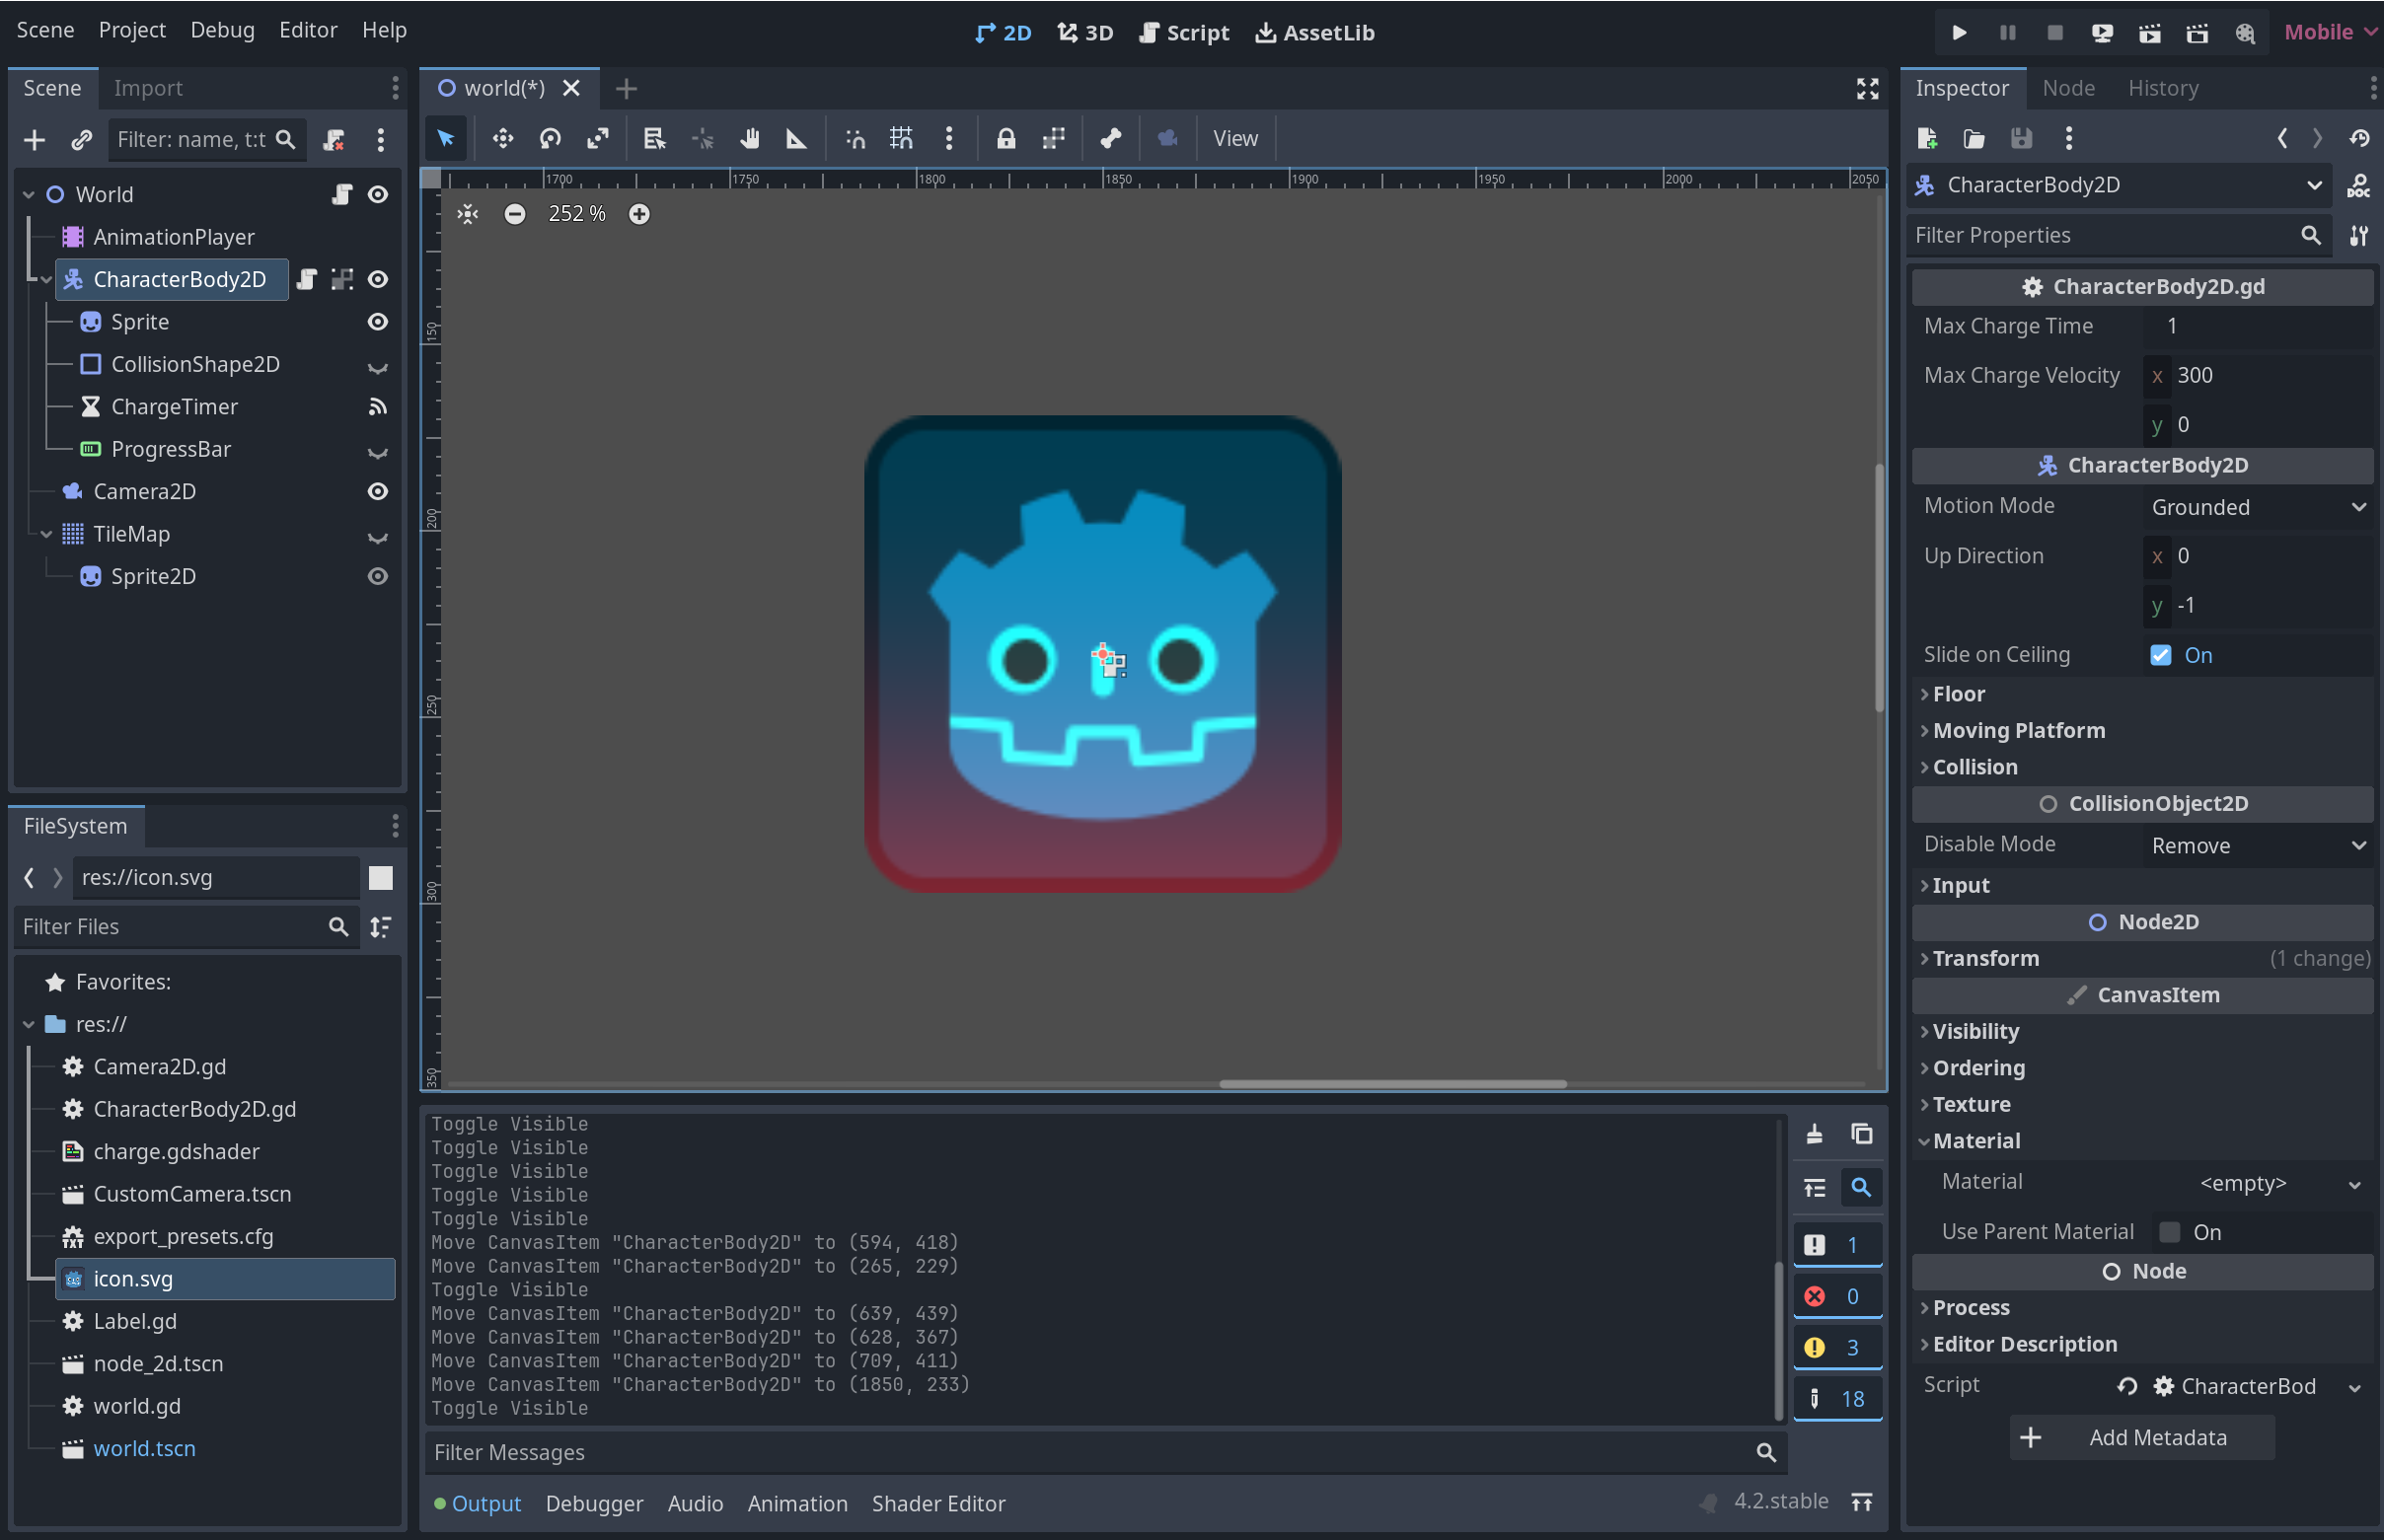 Scene Project Debug Editor Help
2D 3D Script AssetLib
Mobile
Scene Import
Filter: name, t:t
World
AnimationPlayer
CharacterBody2D
Sprite
CollisionShape2D
ChargeTimer
ProgressBar
Camera2D
TileMap
Sprite2D
FileSystem
res://icon.svg
Filter Files
Favorites:
res://
Camera2D.gd
CharacterBody2D.gd
charge.gdshader
CustomCamera.tscn
export_presets.cfg
icon.svg
Label.gd
node_2d.tscn
world.gd
world.tscn
world(*)
View
1700 1750 1800 1850 1900 1950 2000 2050
252 %
150
200
250
300
350
Toggle Visible
Toggle Visible
Toggle Visible
Toggle Visible
Toggle Visible
Move CanvasItem "CharacterBody2D" to (594, 418)
Move CanvasItem "CharacterBody2D" to (265, 229)
Toggle Visible
Move CanvasItem "CharacterBody2D" to (639, 439)
Move CanvasItem "CharacterBody2D" to (628, 367)
Move CanvasItem "CharacterBody2D" to (709, 411)
Move CanvasItem "CharacterBody2D" to (1850, 233)
Toggle Visible
1
0
3
18
Filter Messages
Output Debugger Audio Animation Shader Editor
4.2.stable
Inspector Node History
CharacterBody2D
DOC
Filter Properties
CharacterBody2D.gd
Max Charge Time 1
Max Charge Velocity x 300
y 0
CharacterBody2D
Motion Mode Grounded
Up Direction x 0
y -1
Slide on Ceiling On
Floor
Moving Platform
Collision
CollisionObject2D
Disable Mode Remove
Input
Node2D
Transform (1 change)
CanvasItem
Visibility
Ordering
Texture
Material
Material <empty>
Use Parent Material On
Node
Process
Editor Description
Script CharacterBod
Add Metadata